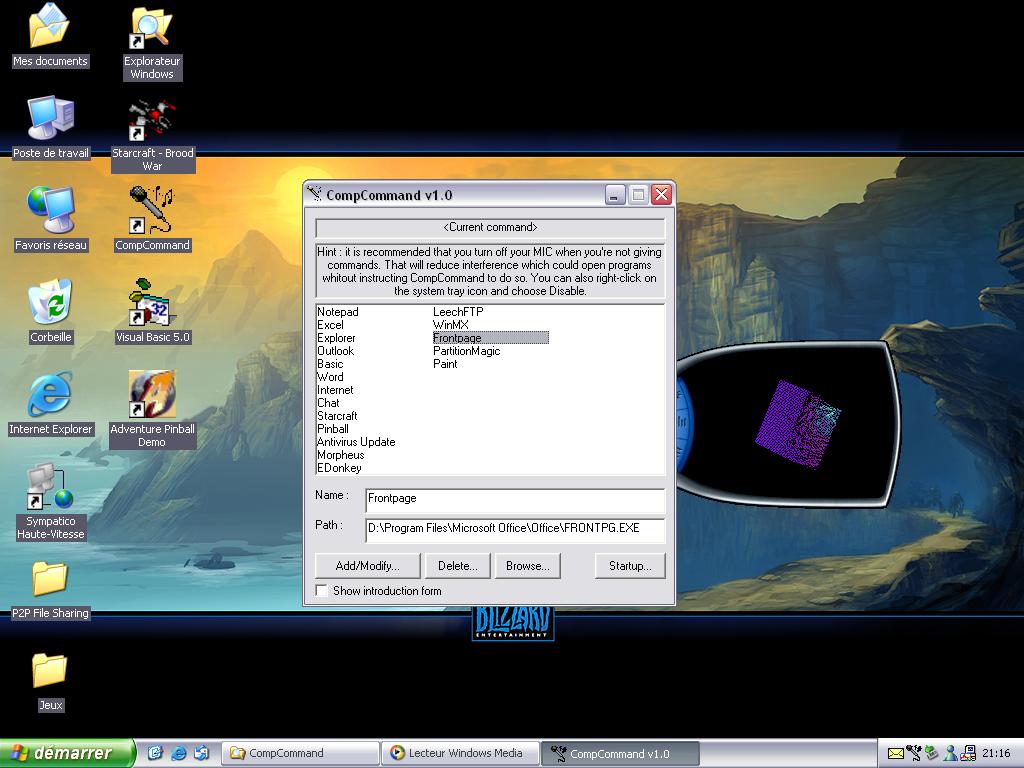 Mes documents
Explorateur
Windows
Poste de travail
Starcraft - Brood
War
Favoris réseau
CompCommand
Corbeille
32
Visual Basic 5.0
Internet Explorer
Adventure Pinball
Demo
Sympatico
Haute-Vitesse
P2P File Sharing
Jeux
CompCommand v1.0
<Current command>
Hint : it is recommended that you turn off your MIC when you're not giving
commands. That will reduce interference which could open programs
whitout instructing CompCommand to do so. You can also right-click on
the system tray icon and choose Disable.
Notepad
Excel
Explorer
Outlook
Basic
Word
Internet
Chat
Starcraft
Pinball
Antivirus Update
Morpheus
EDonkey
LeechFTP
WinMX
Frontpage
PartitionMagic
Paint
Name :
Frontpage
Path :
D:\Program Files\Microsoft Office\Office\FRONTPG.EXE
Add/Modify...
Delete...
Browse...
Startup...
Show introduction form
BLIZZARD
ENTERTAINMENT
démarrer
CompCommand
Lecteur Windows Media
CompCommand v1.0
21:16